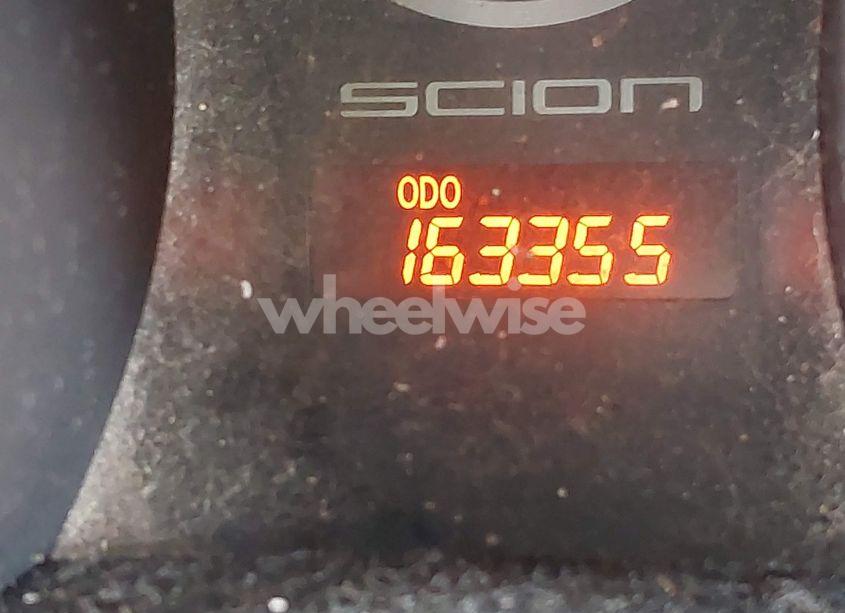 SCION
ODO
163355
wheelwise